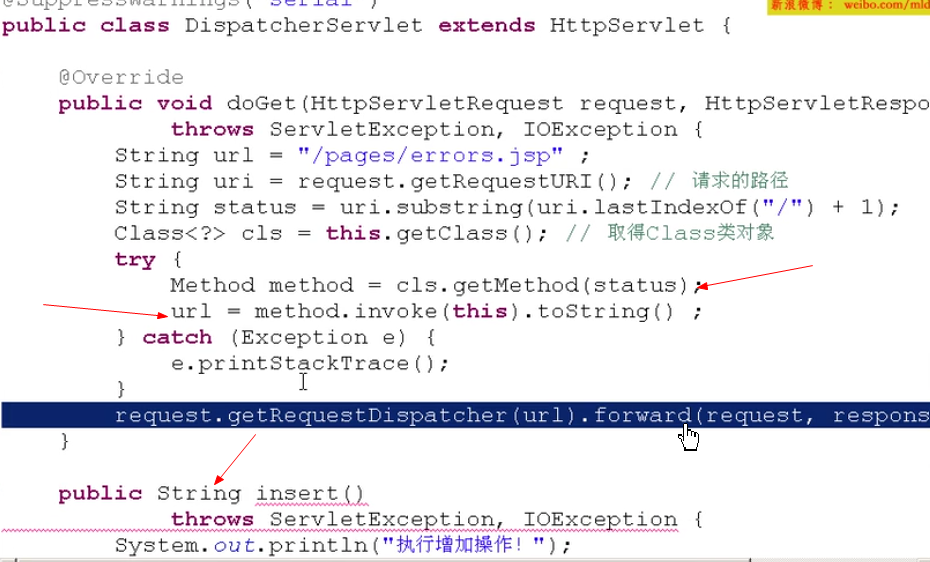 @SuppressWarnings("serial")
新浪微博： weibo.com/mld
public class DispatcherServlet extends HttpServlet {
@Override
public void doGet(HttpServletRequest request, HttpServletRespo
throws ServletException, IOException {
String url = "/pages/errors.jsp" ;
String uri = request.getRequestURI(); // 请求的路径
String status = uri.substring(uri.lastIndexOf("/") + 1);
Class<?> cls = this.getClass(); // 取得Class类对象
try {
Method method = cls.getMethod(status);
url = method.invoke(this).toString() ;
} catch (Exception e) {
e.printStackTrace();
}
request.getRequestDispatcher(url).forward(request, respons
}
public String insert()
throws ServletException, IOException {
System.out.println("执行增加操作！");